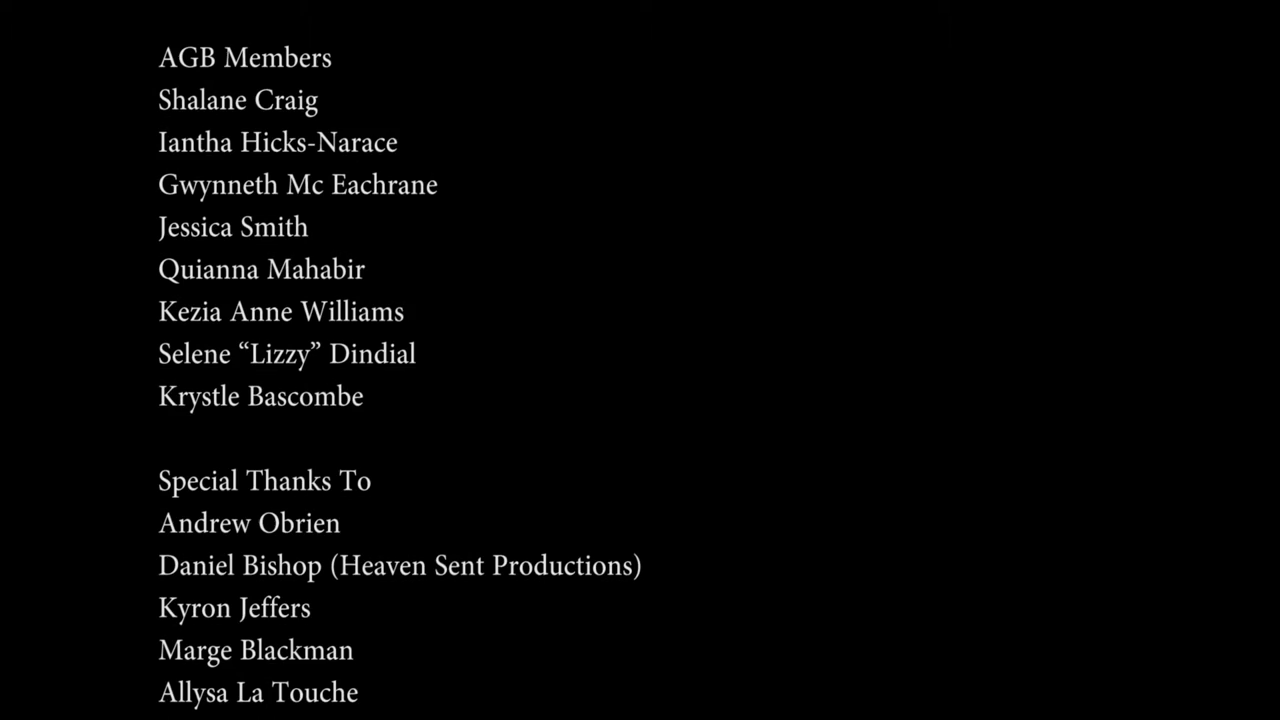 AGB Members
Shalane Craig
Iantha Hicks-Narace
Gwynneth Mc Eachrane
Jessica Smith
Quianna Mahabir
Kezia Anne Williams
Selene “Lizzy” Dindial
Krystle Bascombe
Special Thanks To
Andrew Obrien
Daniel Bishop (Heaven Sent Productions)
Kyron Jeffers
Marge Blackman
Allysa La Touche